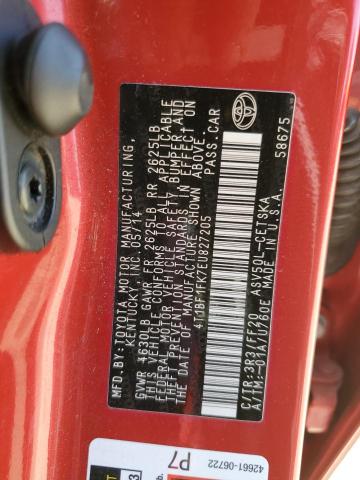 MFD.BY:TOYOTA MOTOR MANUFACTURING,
KENTUCKY, INC. 05/14
GVWR 4630LB GAWR FR 2625LB RR 2625LB
THIS VEHICLE CONFORMS TO ALL APPLICABLE
FEDERAL MOTOR VEHICLE SAFETY, BUMPER, AND
THEFT PREVENTION STANDARDS IN EFFECT ON
THE DATE OF MANUFACTURE SHOWN ABOVE.
4T1BF1FK7EU827205 PASS.CAR
C/TR:3R3/FE20 ASV50L-CETSKA
A/TM:-01A/U760E MADE IN U.S.A.
58675
42661-06722
P7